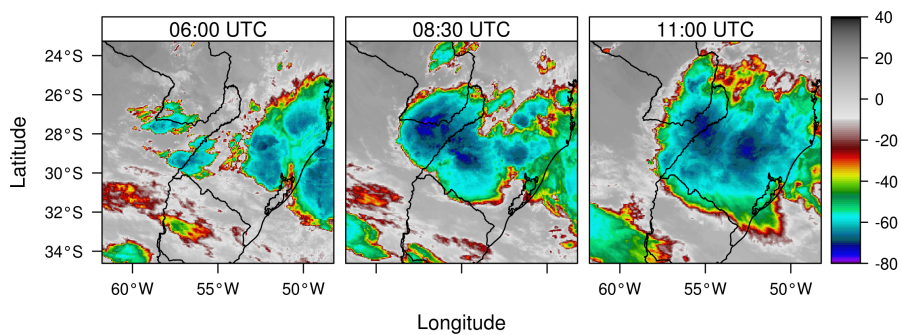 06:00 UTC 08:30 UTC 11:00 UTC
24°S
26°S
28°S
30°S
32°S
34°S
Latitude
60°W 55°W 50°W 60°W 55°W 50°W
Longitude
40
20
0
−20
−40
−60
−80